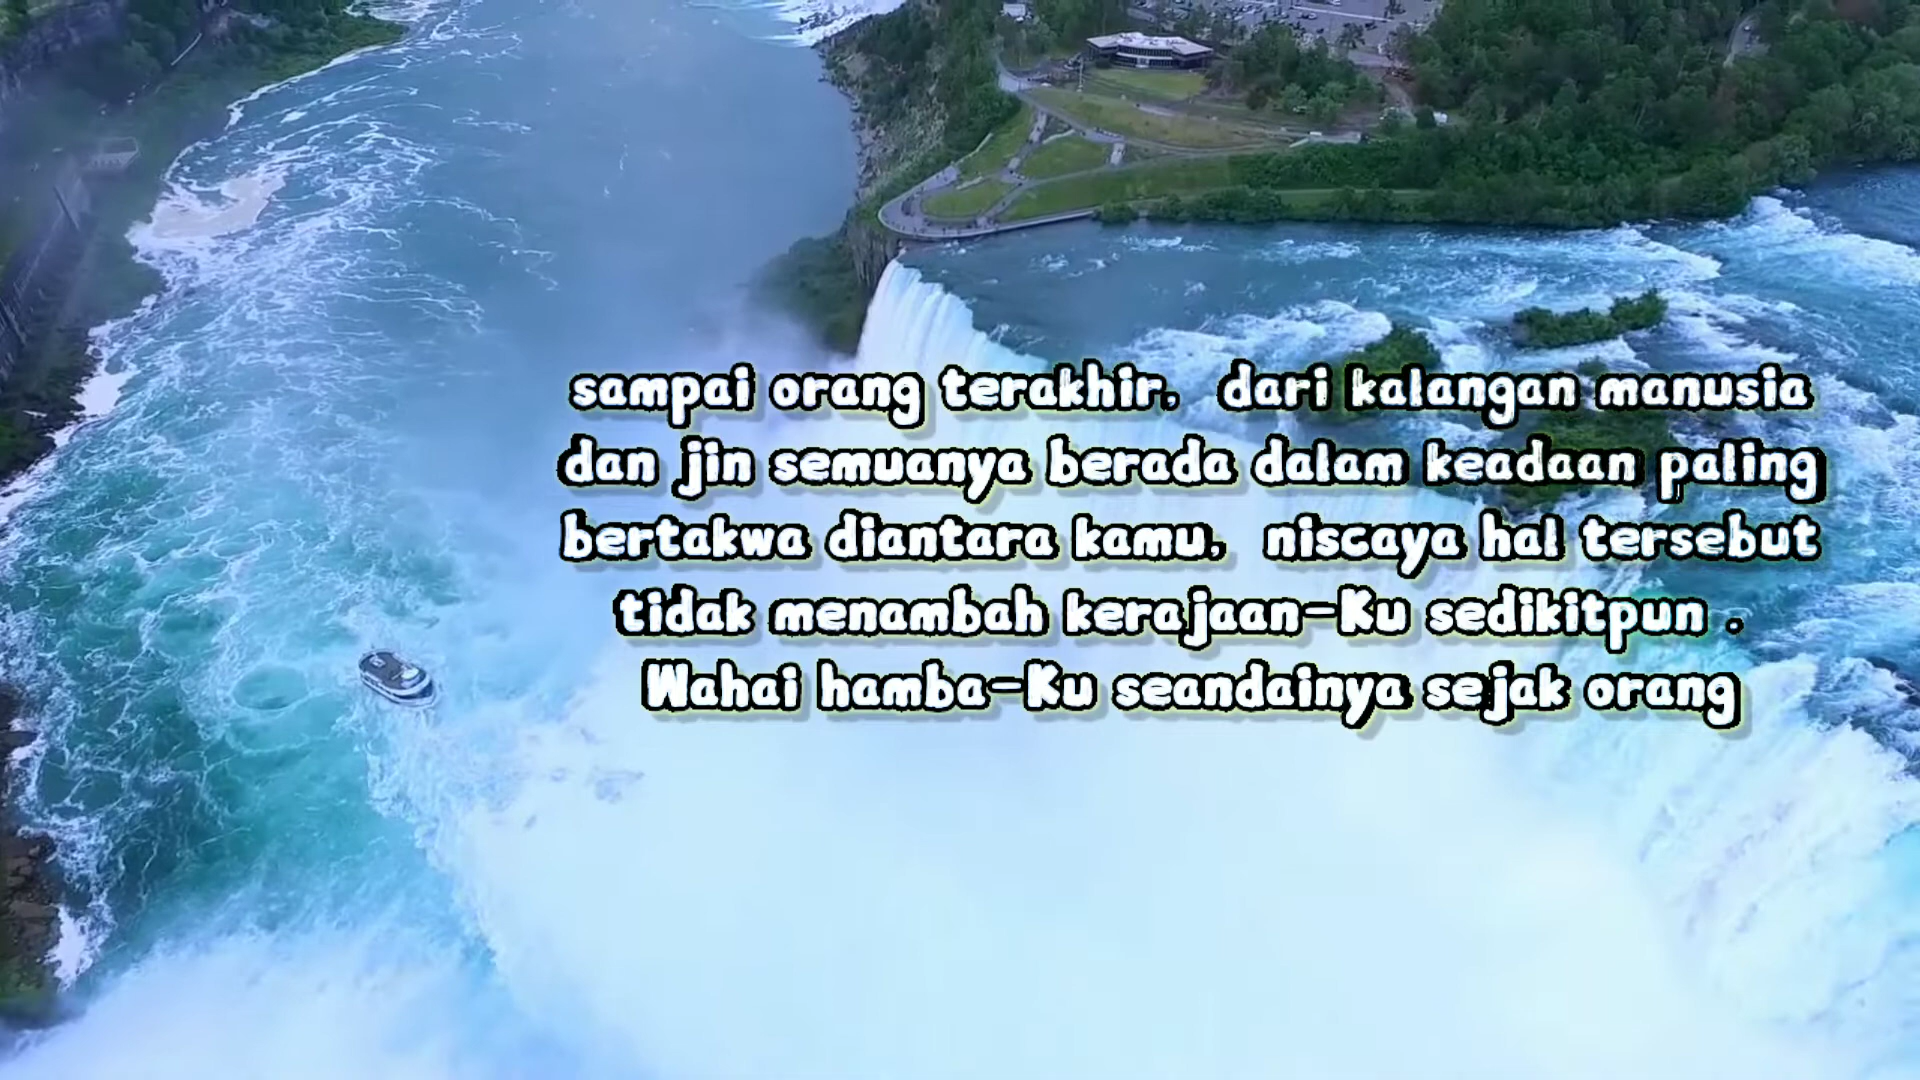 sampai orang terakhir, dari kalangan manusia
dan jin semuanya berada dalam keadaan paling
bertakwa diantara kamu, niscaya hal tersebut
tidak menambah kerajaan-Ku sedikitpun .
Wahai hamba-Ku seandainya sejak orang